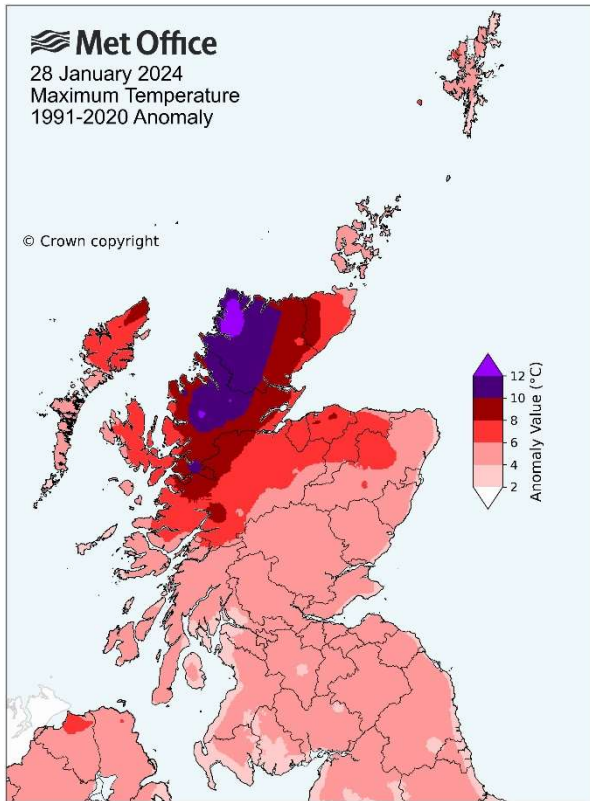 Met Office
28 January 2024
Maximum Temperature
1991-2020 Anomaly
© Crown copyright
12
10
8
6
4
2
Anomaly Value (°C)